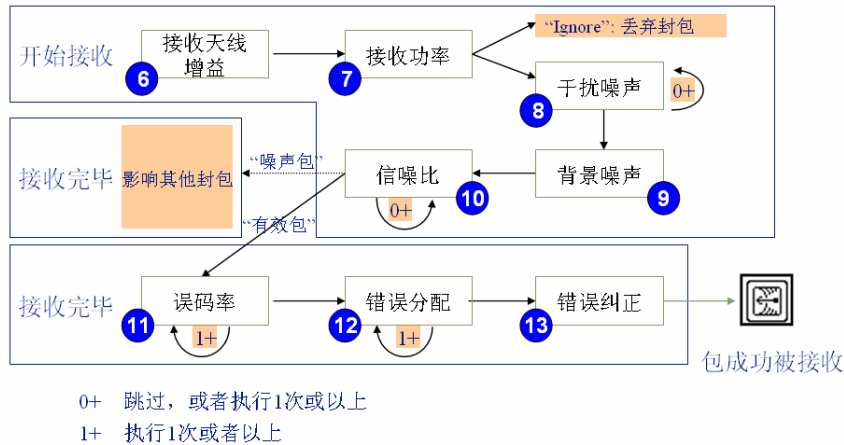 开始接收
接收天线
增益
6
接收功率
7
“Ignore”: 丢弃封包
干扰噪声
8
0+
背景噪声
9
信噪比
10
0+
“噪声包”
“有效包”
接收完毕
影响其他封包
接收完毕
误码率
11
1+
错误分配
12
1+
错误纠正
13
包成功被接收
0+ 跳过，或者执行1次或以上
1+ 执行1次或者以上